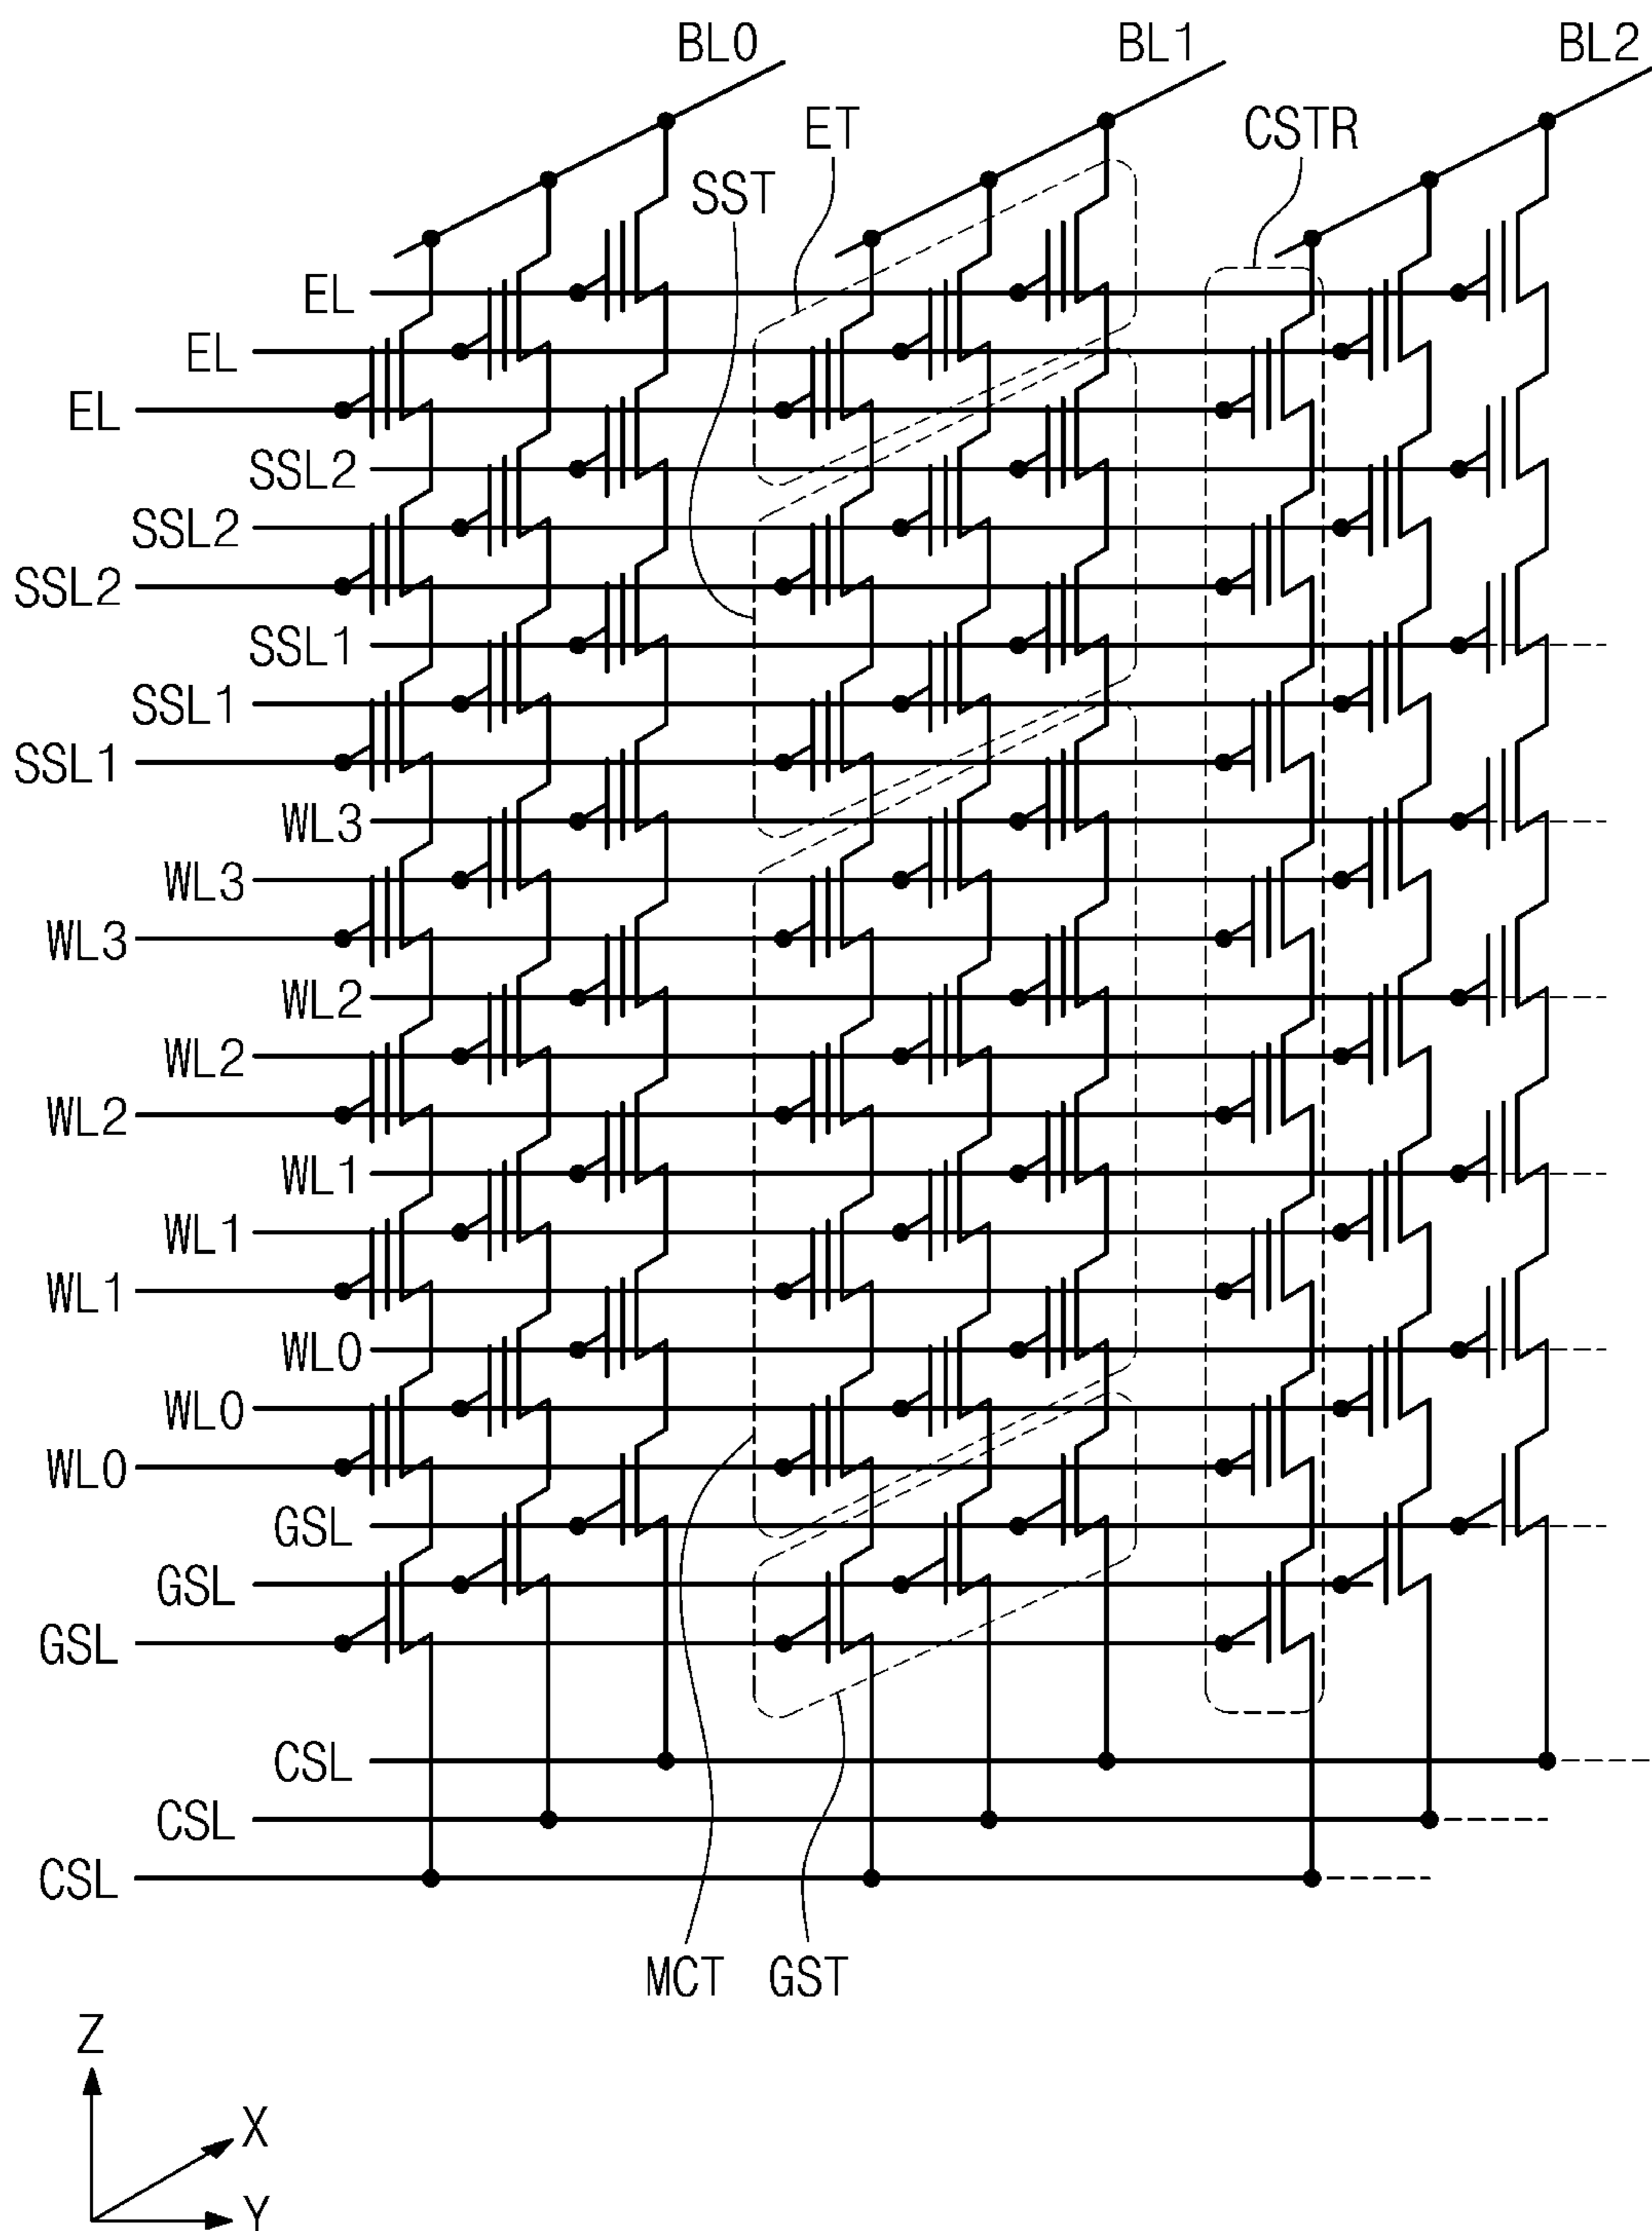 BL0
BL1
BL2
ET
CSTR
SST
EL
EL
EL
SSL2
SSL2
SSL2
SSL1
SSL1
SSL1
WL3
WL3
WL3
WL2
WL2
WL2
WL1
WL1
WL1
WL0
WL0
WL0
GSL
GSL
GSL
CSL
CSL
CSL
MCT
GST
Z
X
Y